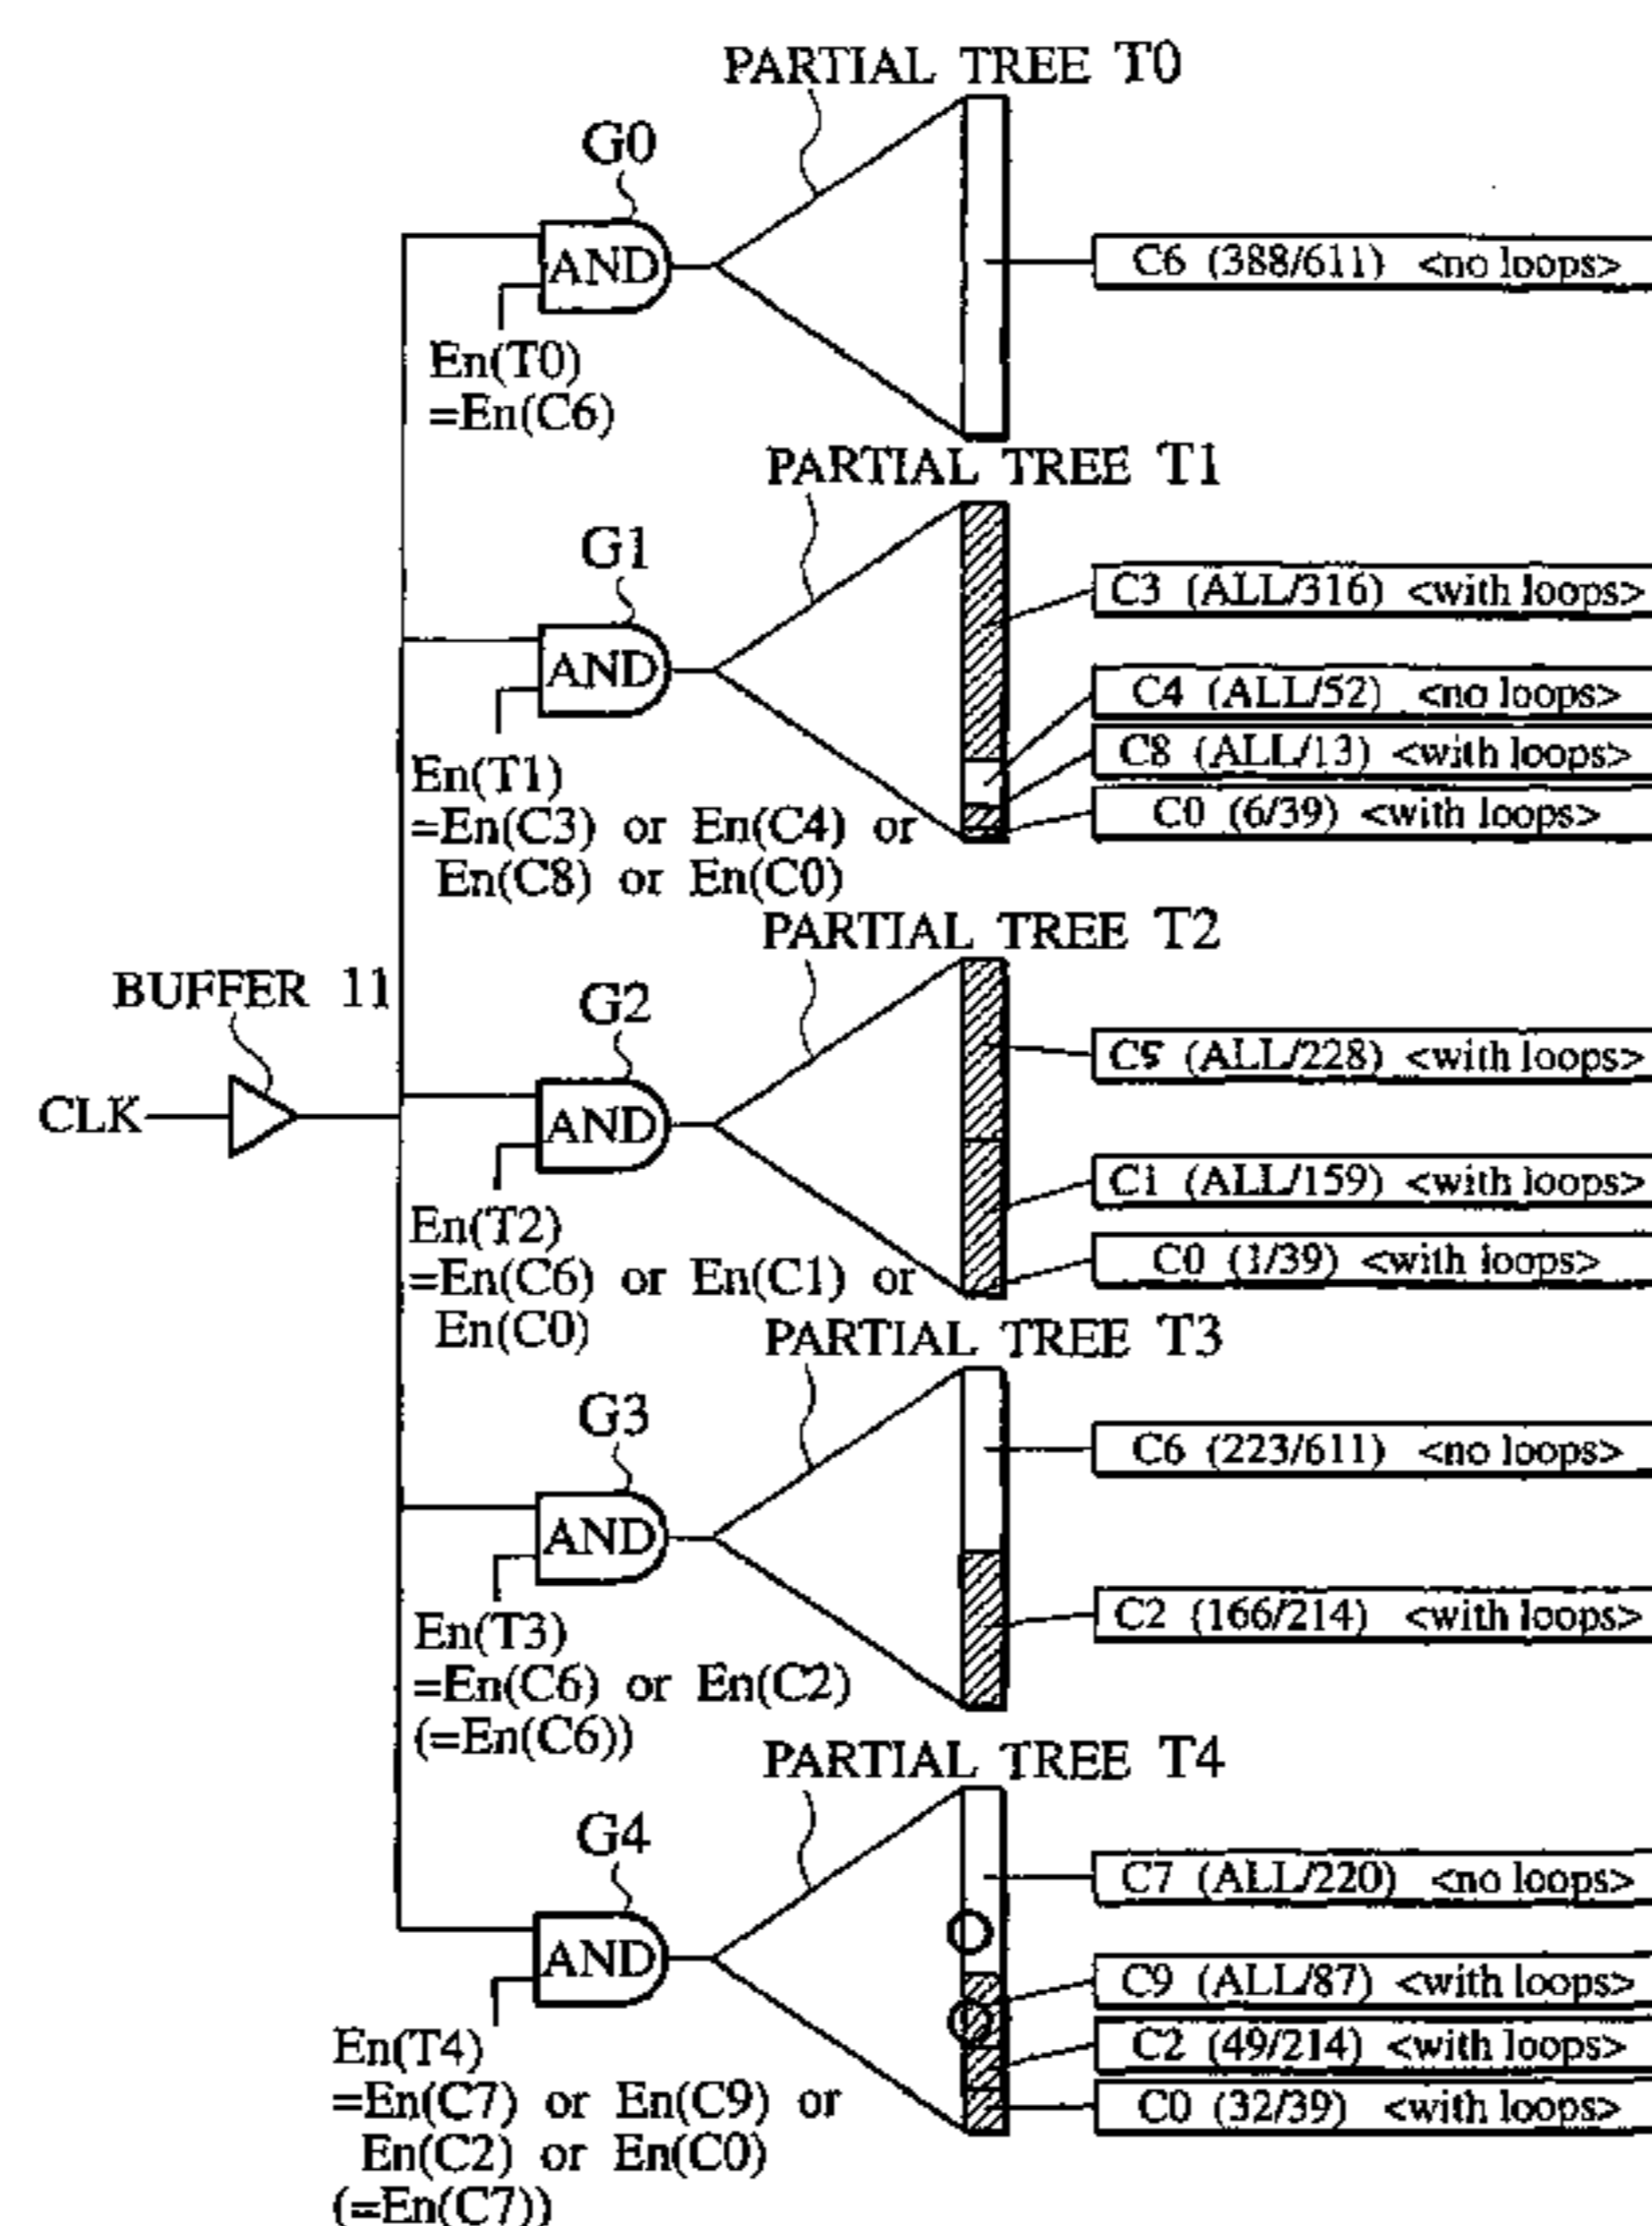 PARTIAL TREE T0
G0
AND
C6 (388/611) <no loops>
En(T0)
=En(C6)
PARTIAL TREE T1
G1
AND
C3 (ALL/316) <with loops>
C4 (ALL/52) <no loops>
C8 (ALL/13) <with loops>
C0 (6/39) <with loops>
En(T1)
=En(C3) or En(C4) or
En(C8) or En(C0)
PARTIAL TREE T2
BUFFER 11
G2
CLK
AND
C5 (ALL/228) <with loops>
C1 (ALL/159) <with loops>
C0 (1/39) <with loops>
En(T2)
=En(C6) or En(C1) or
En(C0)
PARTIAL TREE T3
G3
AND
C6 (223/611) <no loops>
C2 (166/214) <with loops>
En(T3)
=En(C6) or En(C2)
(=En(C6))
PARTIAL TREE T4
G4
AND
C7 (ALL/220) <no loops>
C9 (ALL/87) <with loops>
C2 (49/214) <with loops>
C0 (32/39) <with loops>
En(T4)
=En(C7) or En(C9) or
En(C2) or En(C0)
(=En(C7))